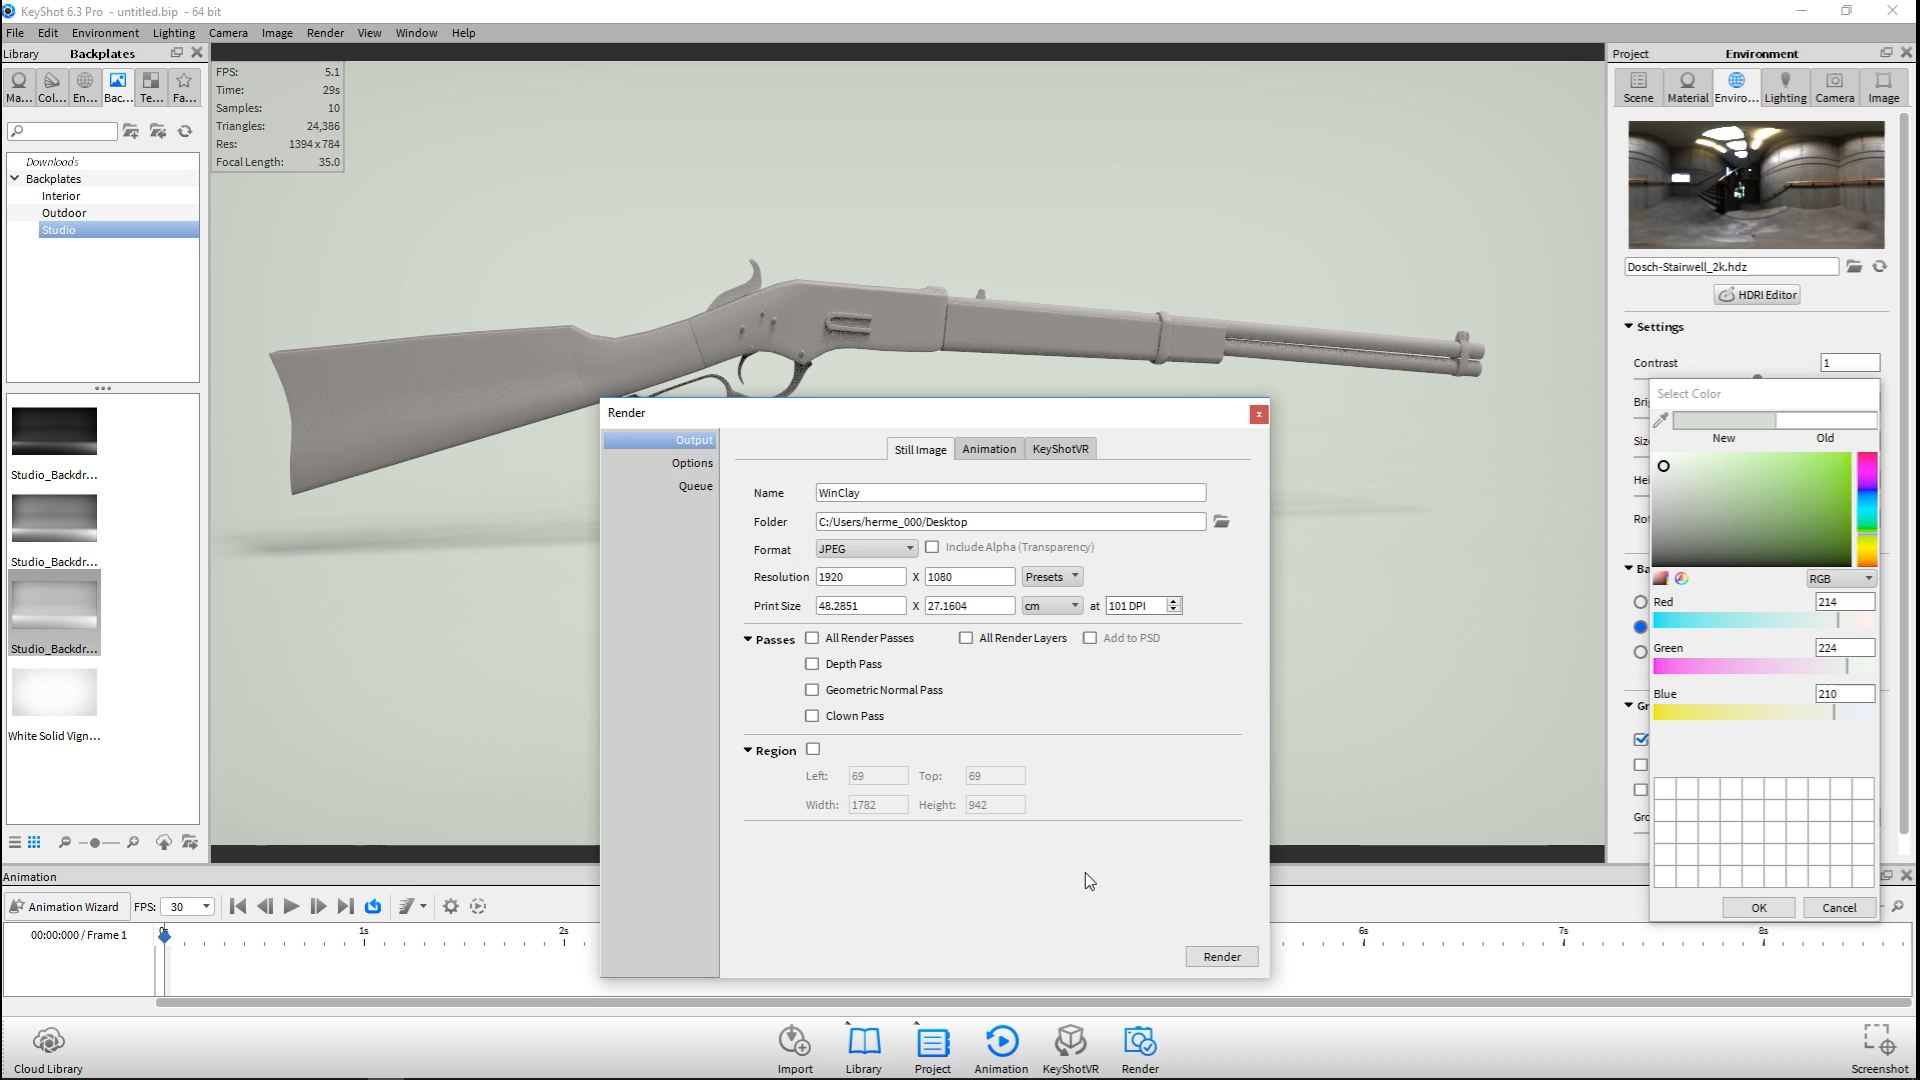 KeyShot 6.3 Pro - untitled.bip - 64 bit
File Edit Environment Lighting Camera Image Render View Window Help
Library Backplates
Ma... Col... En... Bac... Te... Fa...
Downloads
Backplates
Interior
Outdoor
Studio
Studio_Backdr...
Studio_Backdr...
Studio_Backdr...
White Solid Vign...
FPS: 5.1
Time: 29s
Samples: 10
Triangles: 24,386
Res: 1394 x 784
Focal Length: 35.0
Render
Output
Options
Queue
Still Image Animation KeyShotVR
Name WinClay
Folder C:/Users/herme_000/Desktop
Format JPEG Include Alpha (Transparency)
Resolution 1920 X 1080 Presets
Print Size 48.2851 X 27.1604 cm at 101 DPI
Passes All Render Passes All Render Layers Add to PSD
Depth Pass
Geometric Normal Pass
Clown Pass
Region
Left: 69 Top: 69
Width: 1782 Height: 942
Render
Project Environment
Scene Material Enviro... Lighting Camera Image
Dosch-Stairwell_2k.hdz
HDRI Editor
Settings
Contrast 1
Bri
Siz
Hei
Rot
Ba
Gr
Gro
Select Color
New Old
RGB
Red 214
Green 224
Blue 210
OK Cancel
Animation
Animation Wizard FPS: 30
00:00:000 / Frame 1
0s 1s 2s 6s 7s 8s
Cloud Library Import Library Project Animation KeyShotVR Render Screenshot